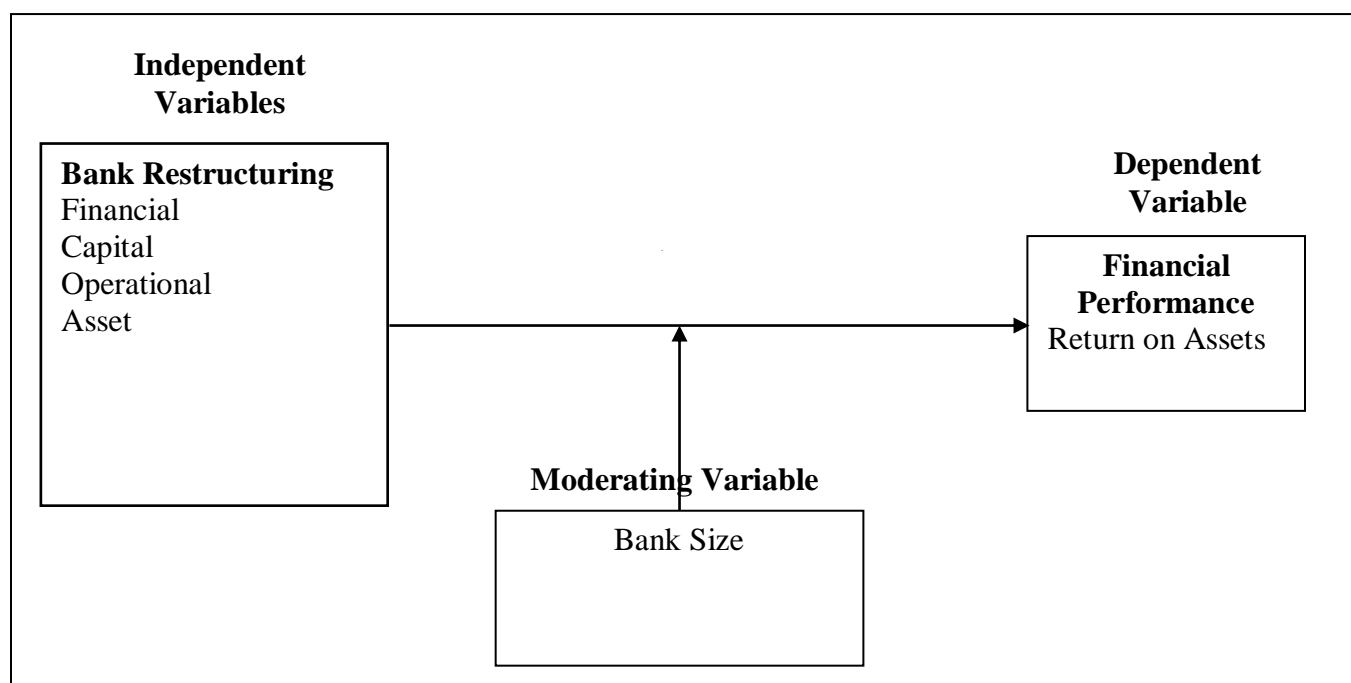 Independent
Variables
Bank Restructuring
Financial
Capital
Operational
Asset
Dependent
Variable
Financial
Performance
Return on Assets
Moderating Variable
Bank Size